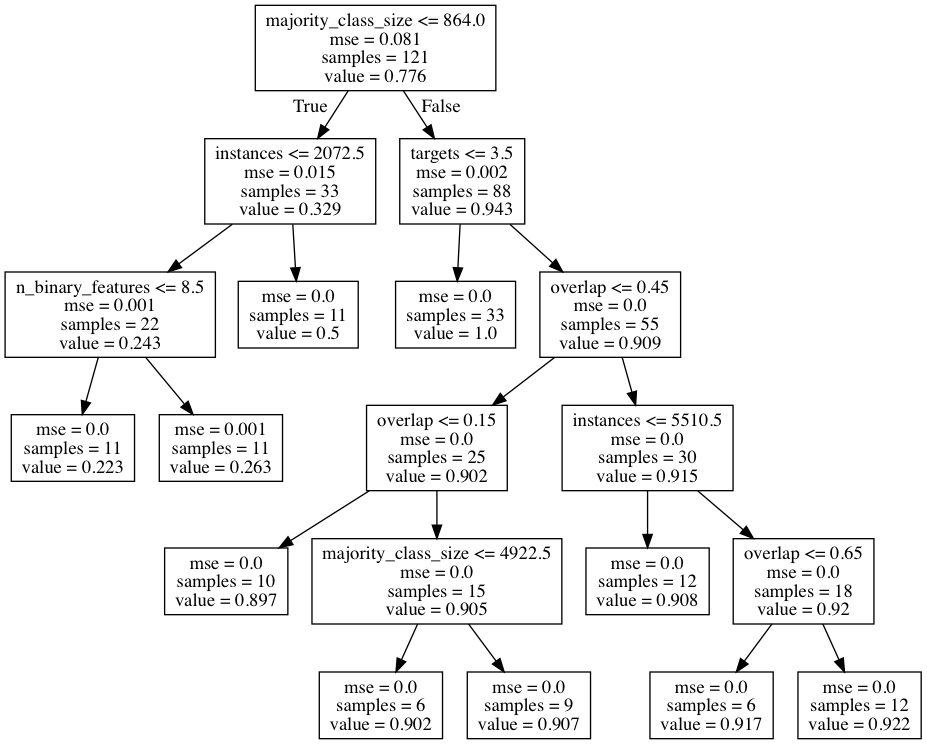 majority_class_size <= 864.0
mse = 0.081
samples = 121
value = 0.776
True
False
instances <= 2072.5
mse = 0.015
samples = 33
value = 0.329
targets <= 3.5
mse = 0.002
samples = 88
value = 0.943
n_binary_features <= 8.5
mse = 0.001
samples = 22
value = 0.243
mse = 0.0
samples = 11
value = 0.5
mse = 0.0
samples = 33
value = 1.0
overlap <= 0.45
mse = 0.0
samples = 55
value = 0.909
mse = 0.0
samples = 11
value = 0.223
mse = 0.001
samples = 11
value = 0.263
overlap <= 0.15
mse = 0.0
samples = 25
value = 0.902
instances <= 5510.5
mse = 0.0
samples = 30
value = 0.915
mse = 0.0
samples = 10
value = 0.897
majority_class_size <= 4922.5
mse = 0.0
samples = 15
value = 0.905
mse = 0.0
samples = 12
value = 0.908
overlap <= 0.65
mse = 0.0
samples = 18
value = 0.92
mse = 0.0
samples = 6
value = 0.902
mse = 0.0
samples = 9
value = 0.907
mse = 0.0
samples = 6
value = 0.917
mse = 0.0
samples = 12
value = 0.922